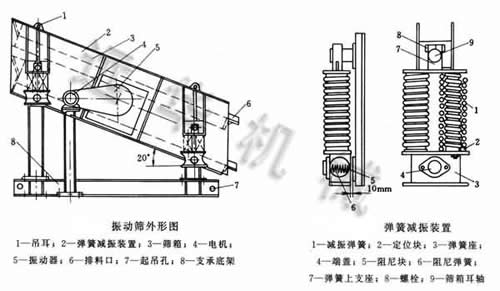 1
2
3
4
5
6
20°
8
7
振动筛外形图
1—吊耳；2—弹簧减振装置；3—筛箱；4—电机；
5—振动器；6—排料口；7—起吊孔；8—支承底架
8
7
9
1
2
4
3
5
6
10mm
弹簧减振装置
1—减振弹簧；2—定位块；3—弹簧座；
4—端盖；5—阻尼块；6—阻尼弹簧；
7—弹簧上支座；8—螺栓；9—筛箱耳轴
机